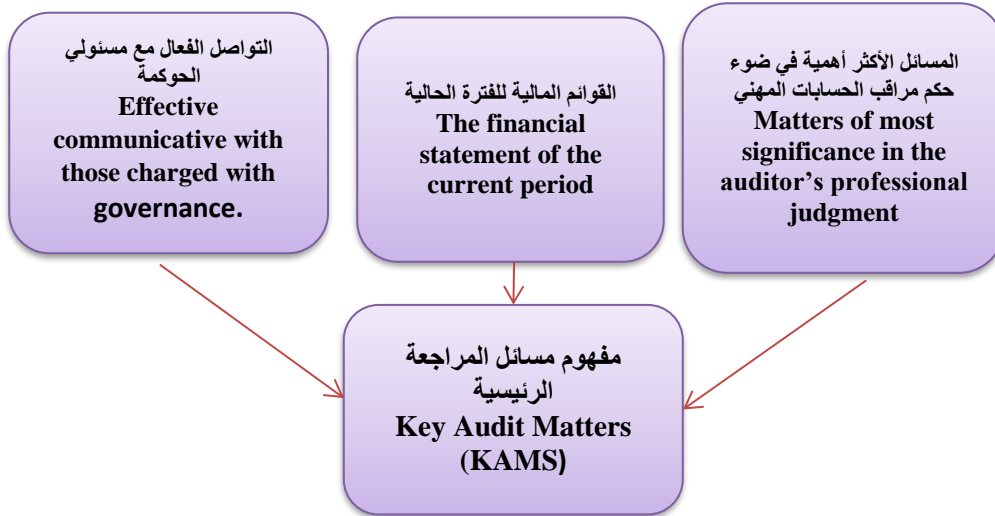 المسائل الأكثر أهمية في ضوء
حكم مراقب الحسابات المهني
Matters of most
significance in the
auditor’s professional
judgment
القوائم المالية للفترة الحالية
The financial
statement of the
current period
التواصل الفعال مع مسئولي
الحوكمة
Effective
communicative with
those charged with
governance.
مفهوم مسائل المراجعة
الرئيسية
Key Audit Matters
(KAMS)